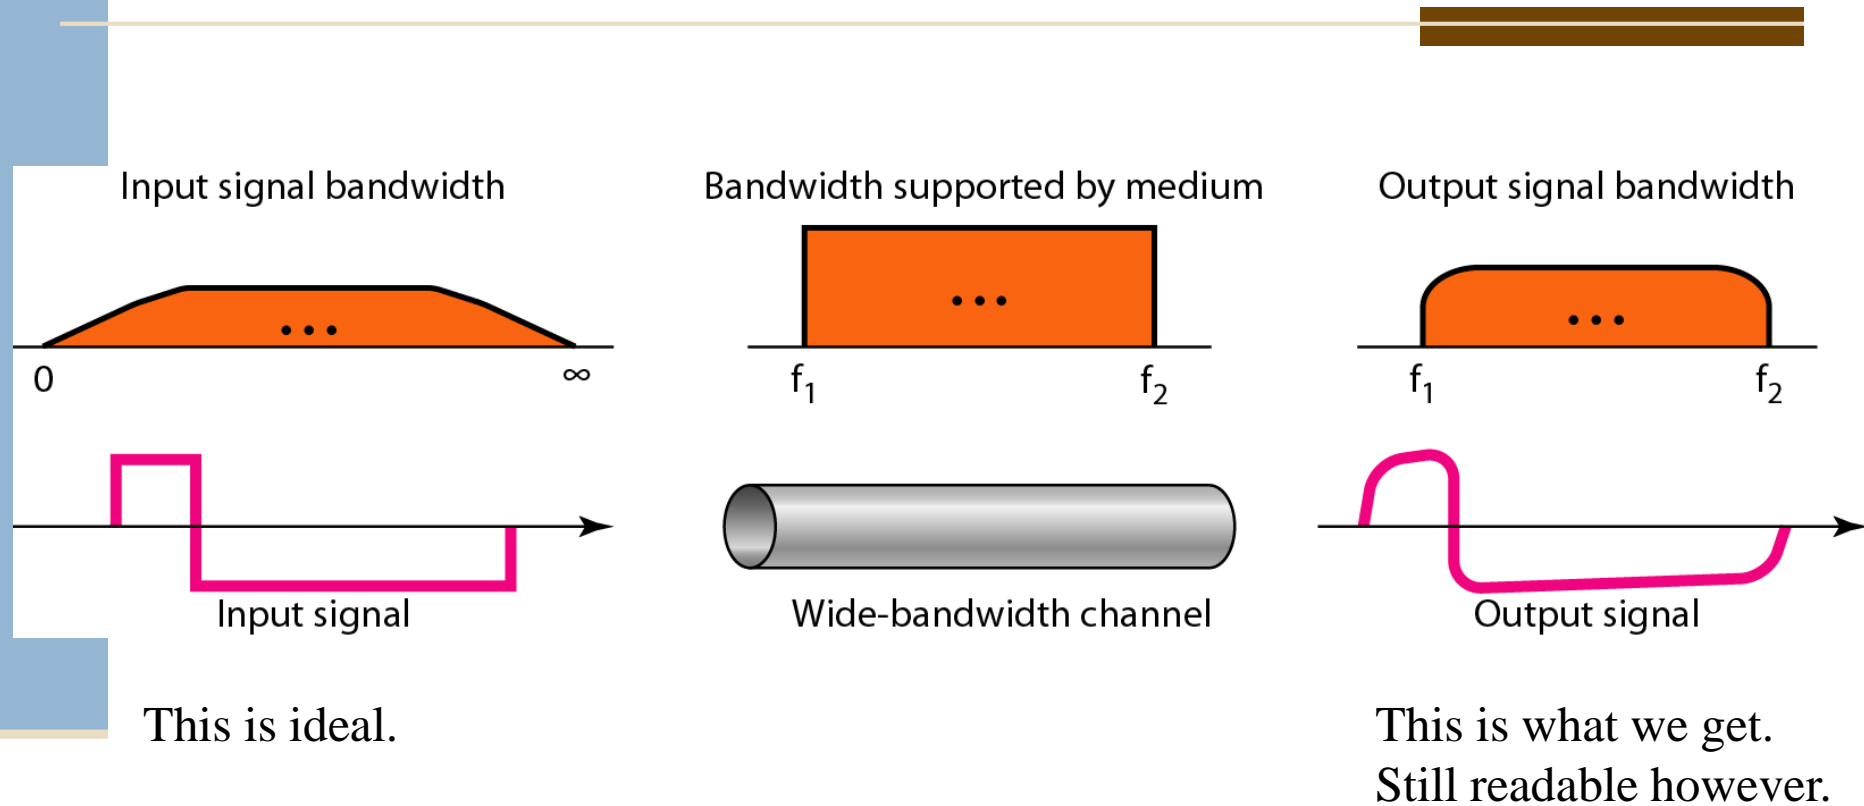 Input signal bandwidth
Bandwidth supported by medium
Output signal bandwidth
...
...
...
0
∞
f₁
f₂
f₁
f₂
Input signal
Wide-bandwidth channel
Output signal
This is ideal.
This is what we get.
Still readable however.